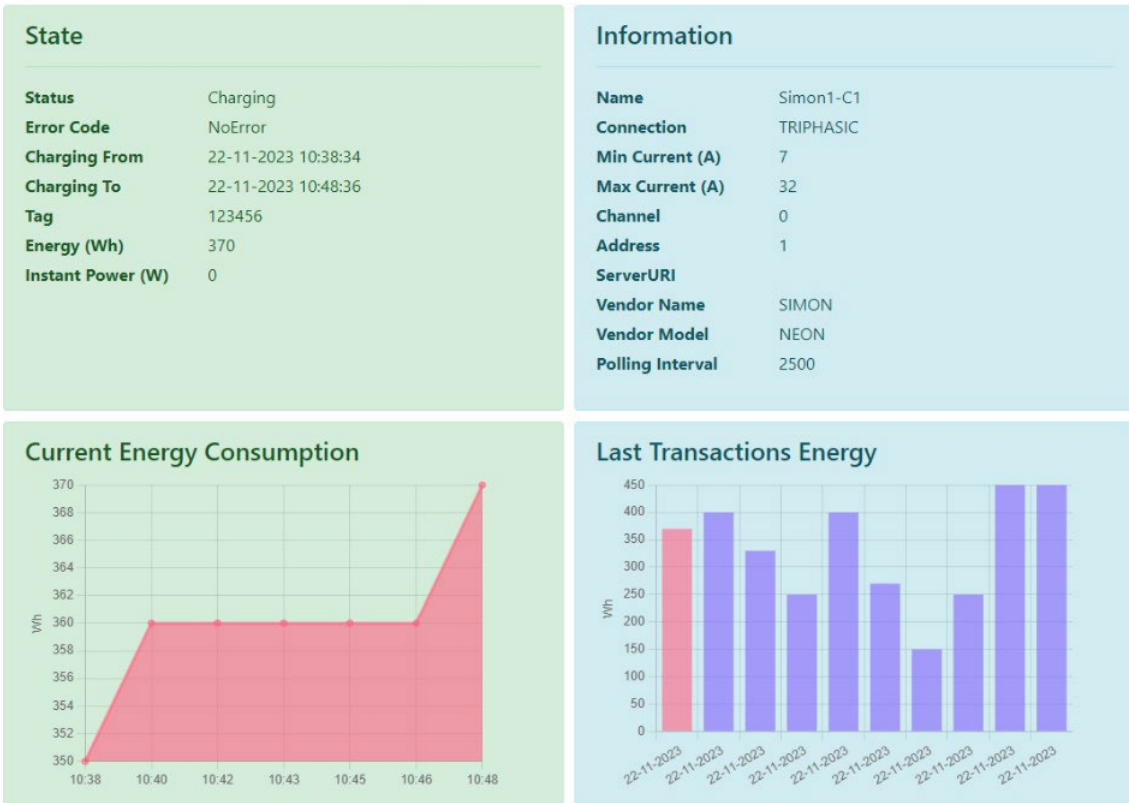 State
Status Charging
Error Code NoError
Charging From 22-11-2023 10:38:34
Charging To 22-11-2023 10:48:36
Tag 123456
Energy (Wh) 370
Instant Power (W) 0
Information
Name Simon1-C1
Connection TRIPHASIC
Min Current (A) 7
Max Current (A) 32
Channel 0
Address 1
ServerURI
Vendor Name SIMON
Vendor Model NEON
Polling Interval 2500
Current Energy Consumption
370
368
366
364
362
360
358
356
354
352
350
Wh
10:38 10:40 10:42 10:43 10:45 10:46 10:48
Last Transactions Energy
450
400
350
300
250
200
150
100
50
0
Wh
22-11-2023 22-11-2023 22-11-2023 22-11-2023 22-11-2023 22-11-2023 22-11-2023 22-11-2023 22-11-2023 22-11-2023